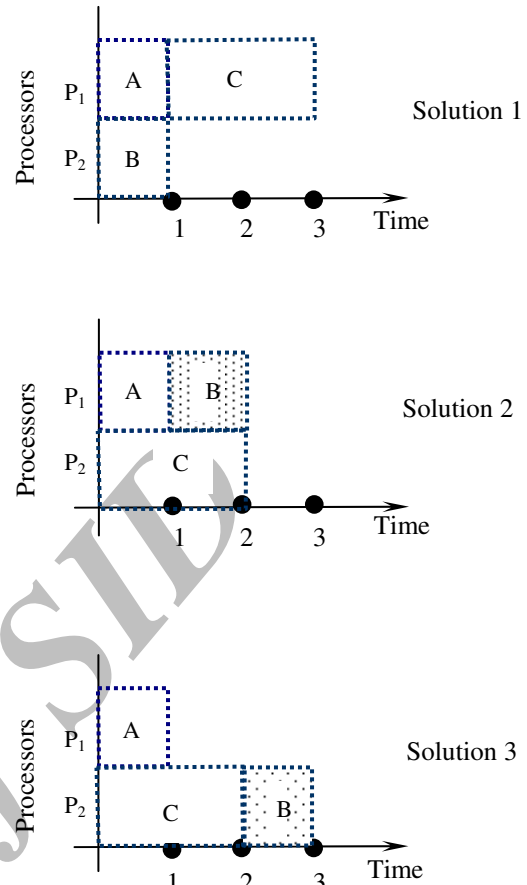 Processors
P1
A
C
Solution 1
P2
B
Time
1 2 3
Processors
P1
A
B
Solution 2
P2
C
Time
1 2 3
Processors
P1
A
Solution 3
P2
C
B
Time
1 2 3
SID